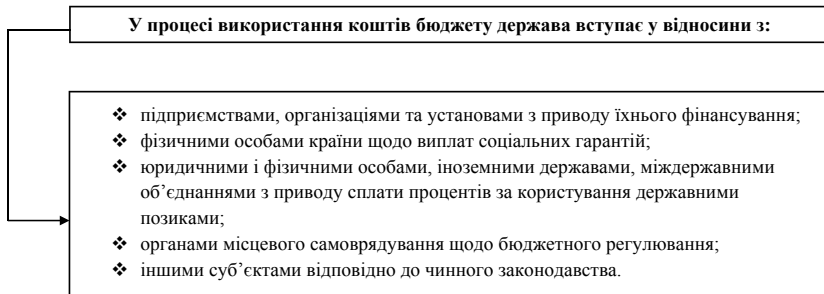 У процесі використання коштів бюджету держава вступає у відносини з:
❖ підприємствами, організаціями та установами з приводу їхнього фінансування;
❖ фізичними особами країни щодо виплат соціальних гарантій;
❖ юридичними і фізичними особами, іноземними державами, міждержавними
об’єднаннями з приводу сплати процентів за користування державними
позиками;
❖ органами місцевого самоврядування щодо бюджетного регулювання;
❖ іншими суб’єктами відповідно до чинного законодавства.